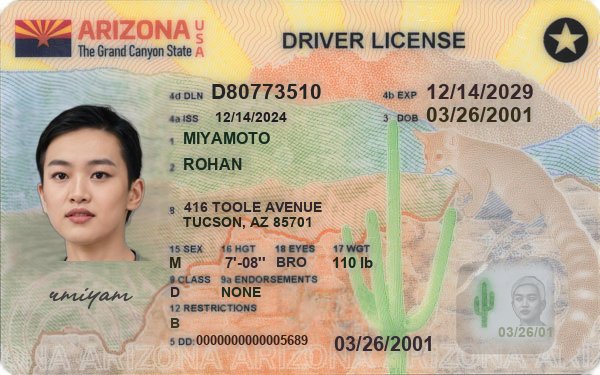 ARIZONA USA
The Grand Canyon State
DRIVER LICENSE
4d DLN D80773510 4b EXP 12/14/2029
4a ISS 12/14/2024 3 DOB 03/26/2001
1 MIYAMOTO
2 ROHAN
8 416 TOOLE AVENUE
TUCSON, AZ 85701
15 SEX 16 HGT 18 EYES 17 WGT
M 7'-08" BRO 110 lb
9 CLASS 9a ENDORSEMENTS
D NONE
12 RESTRICTIONS
B
5 DD: 0000000000005689 03/26/2001
umiyam
03/26/01
ONA ARIZONA ARIZONA ARIZONA ARIZONA